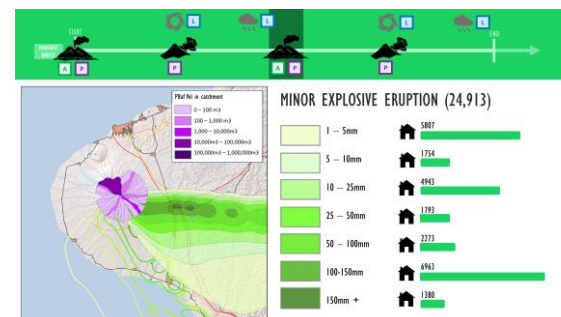 L
L
L
START
END
A
P
P
A
P
P
PBaf Vol in catchment
0 – 100 m3
100 – 1,000 m3
1,000 – 10,000m3
10,000m3 – 100,000m3
100,000m3 – 1,000,000m3
MINOR EXPLOSIVE ERUPTION (24,913)
1 – 5mm
5807
5 – 10mm
1754
10 – 25mm
4943
25 – 50mm
1793
50 – 100mm
2273
100-150mm
6963
150mm +
1380